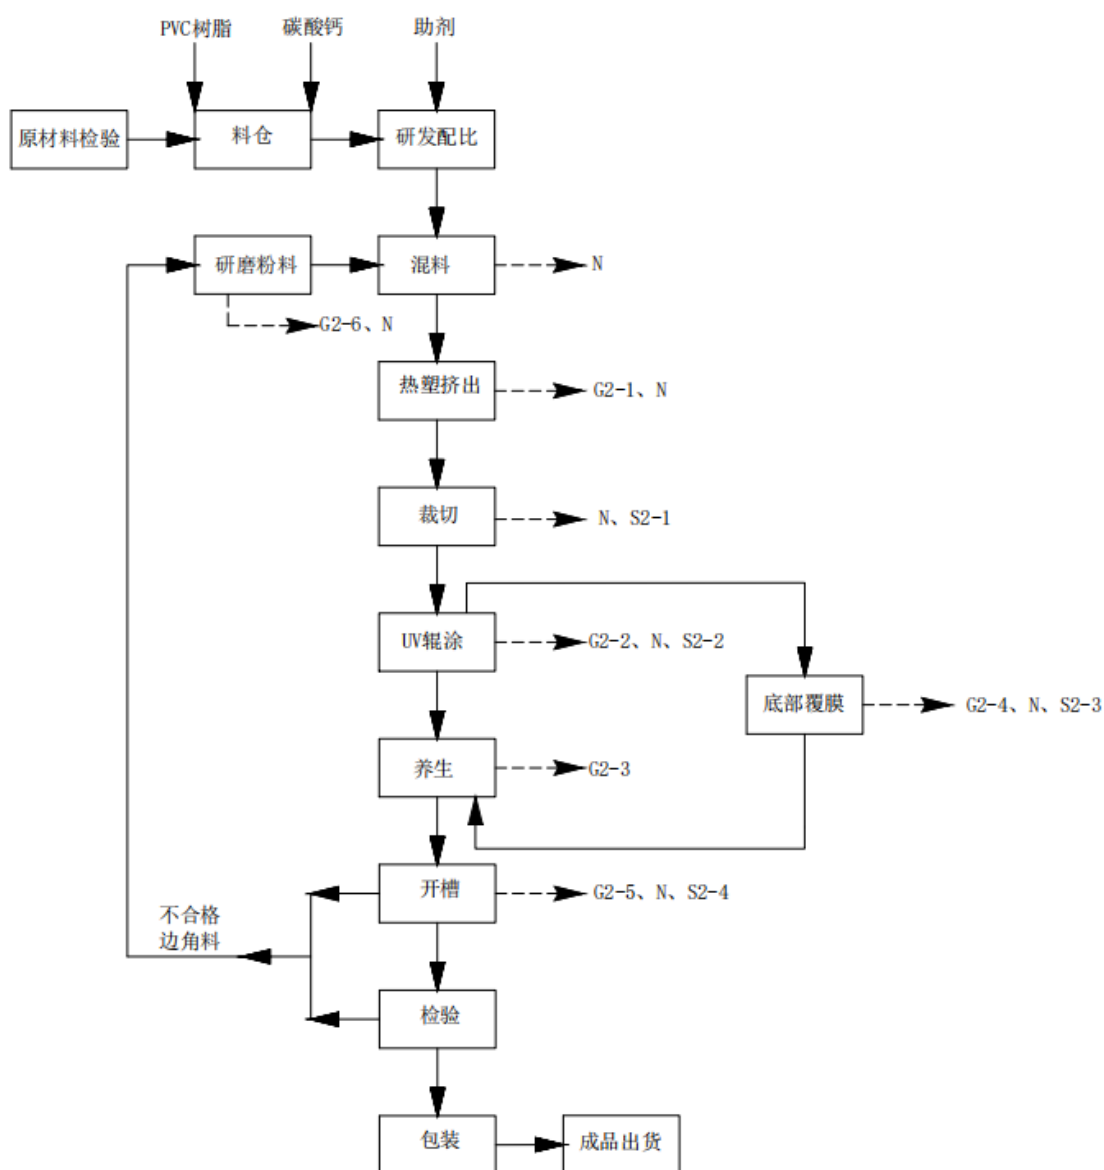 PVC树脂
碳酸钙
助剂
原材料检验
料仓
研发配比
研磨粉料
混料
N
G2-6、N
热塑挤出
G2-1、N
裁切
N、S2-1
UV辊涂
G2-2、N、S2-2
底部覆膜
G2-4、N、S2-3
养生
G2-3
开槽
G2-5、N、S2-4
不合格
边角料
检验
包装
成品出货